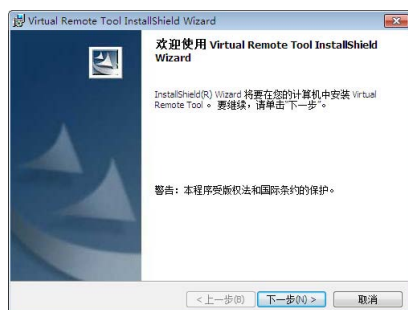 Virtual Remote Tool InstallShield Wizard
欢迎使用 Virtual Remote Tool InstallShield
Wizard
InstallShield(R) Wizard 将要在您的计算机中安装 Virtual
Remote Tool 。 要继续，请单击“下一步”。
警告：本程序受版权法和国际条约的保护。
< 上一步(B)
下一步(N) >
取消